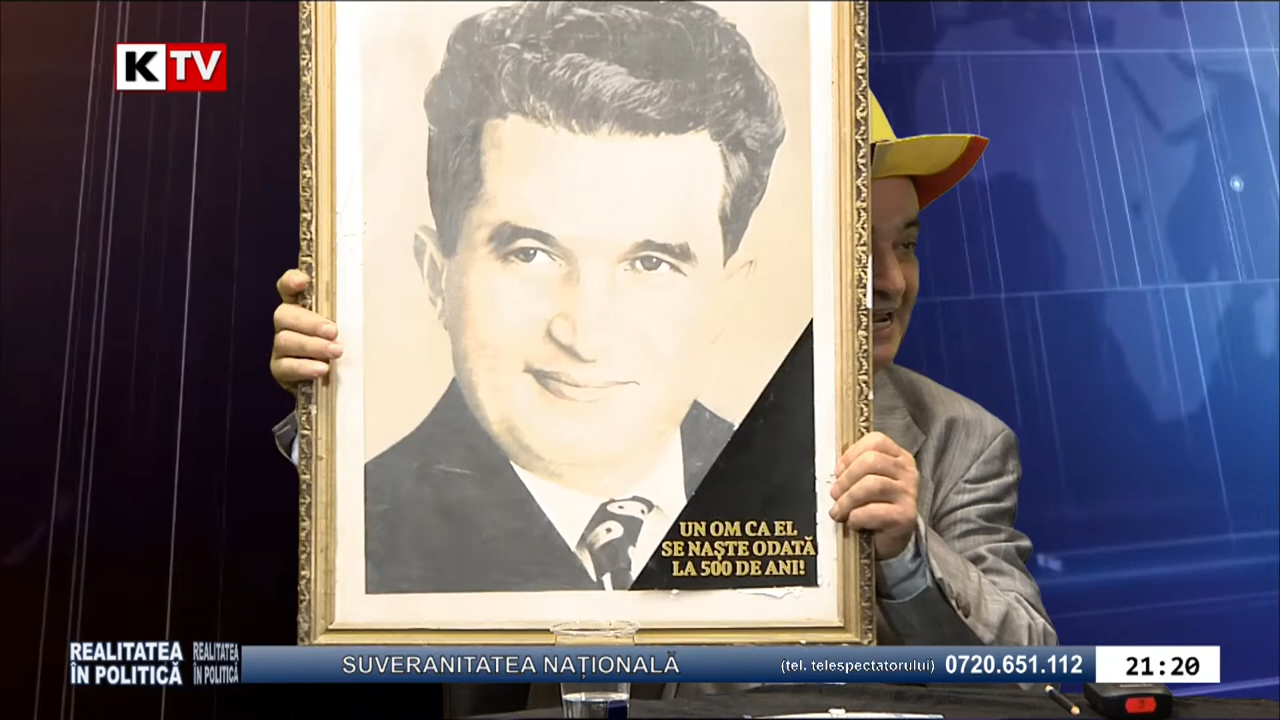 K TV
UN OM CA EL
SE NAȘTE ODATĂ
LA 500 DE ANI!
REALITATEA
ÎN POLITICĂ
REALITATEA
ÎN POLITICĂ
SUVERANITATEA NAȚIONALĂ
(tel. telespectatorului) 0720.651.112
21:20